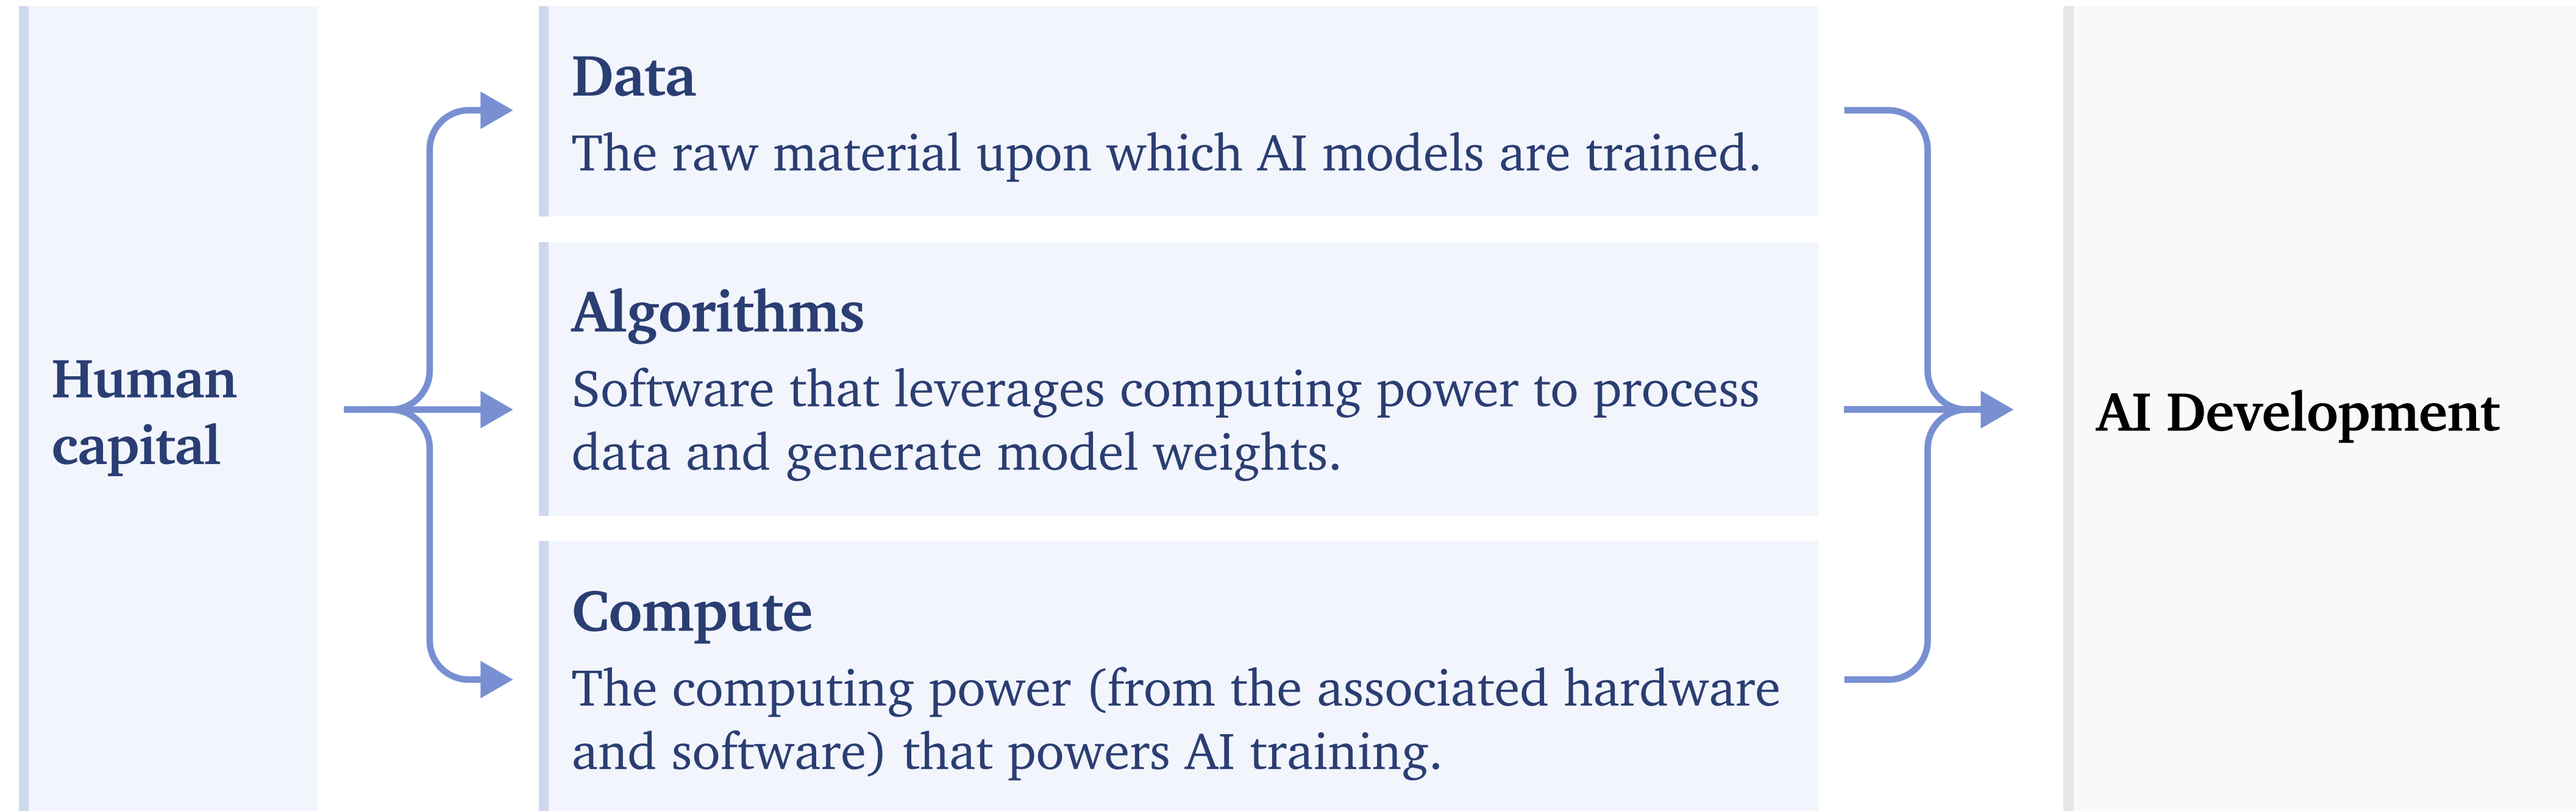 Human
capital
Data
The raw material upon which AI models are trained.
Algorithms
Software that leverages computing power to process
data and generate model weights.
Compute
The computing power (from the associated hardware
and software) that powers AI training.
AI Development